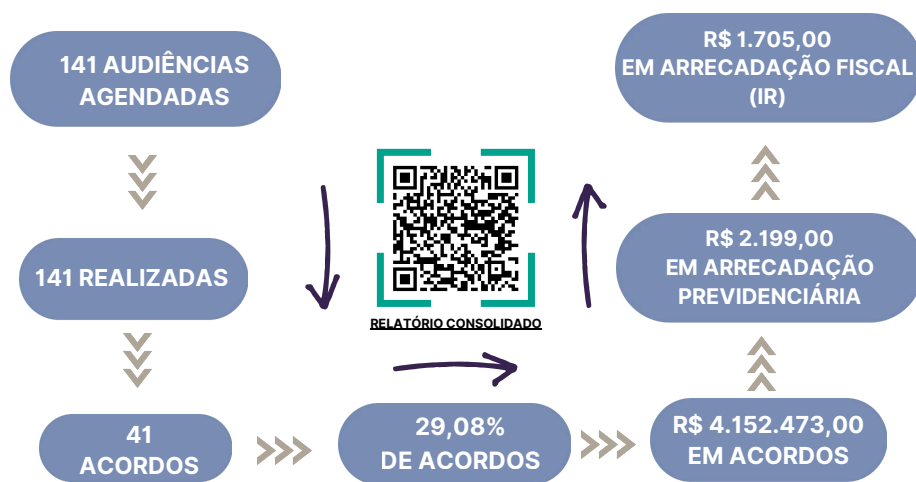 141 AUDIÊNCIAS
AGENDADAS
141 REALIZADAS
41
ACORDOS
29,08%
DE ACORDOS
R$ 4.152.473,00
EM ACORDOS
R$ 2.199,00
EM ARRECADAÇÃO
PREVIDENCIÁRIA
R$ 1.705,00
EM ARRECADAÇÃO FISCAL
(IR)
RELATÓRIO CONSOLIDADO